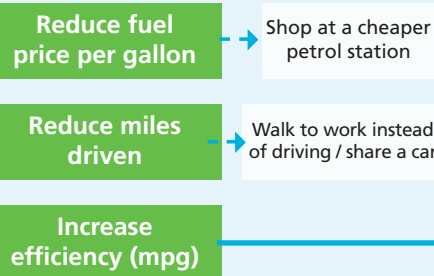 Reduce fuel
price per gallon
Shop at a cheaper
petrol station
Reduce miles
driven
Walk to work instead
of driving / share a car
Increase
efficiency (mpg)